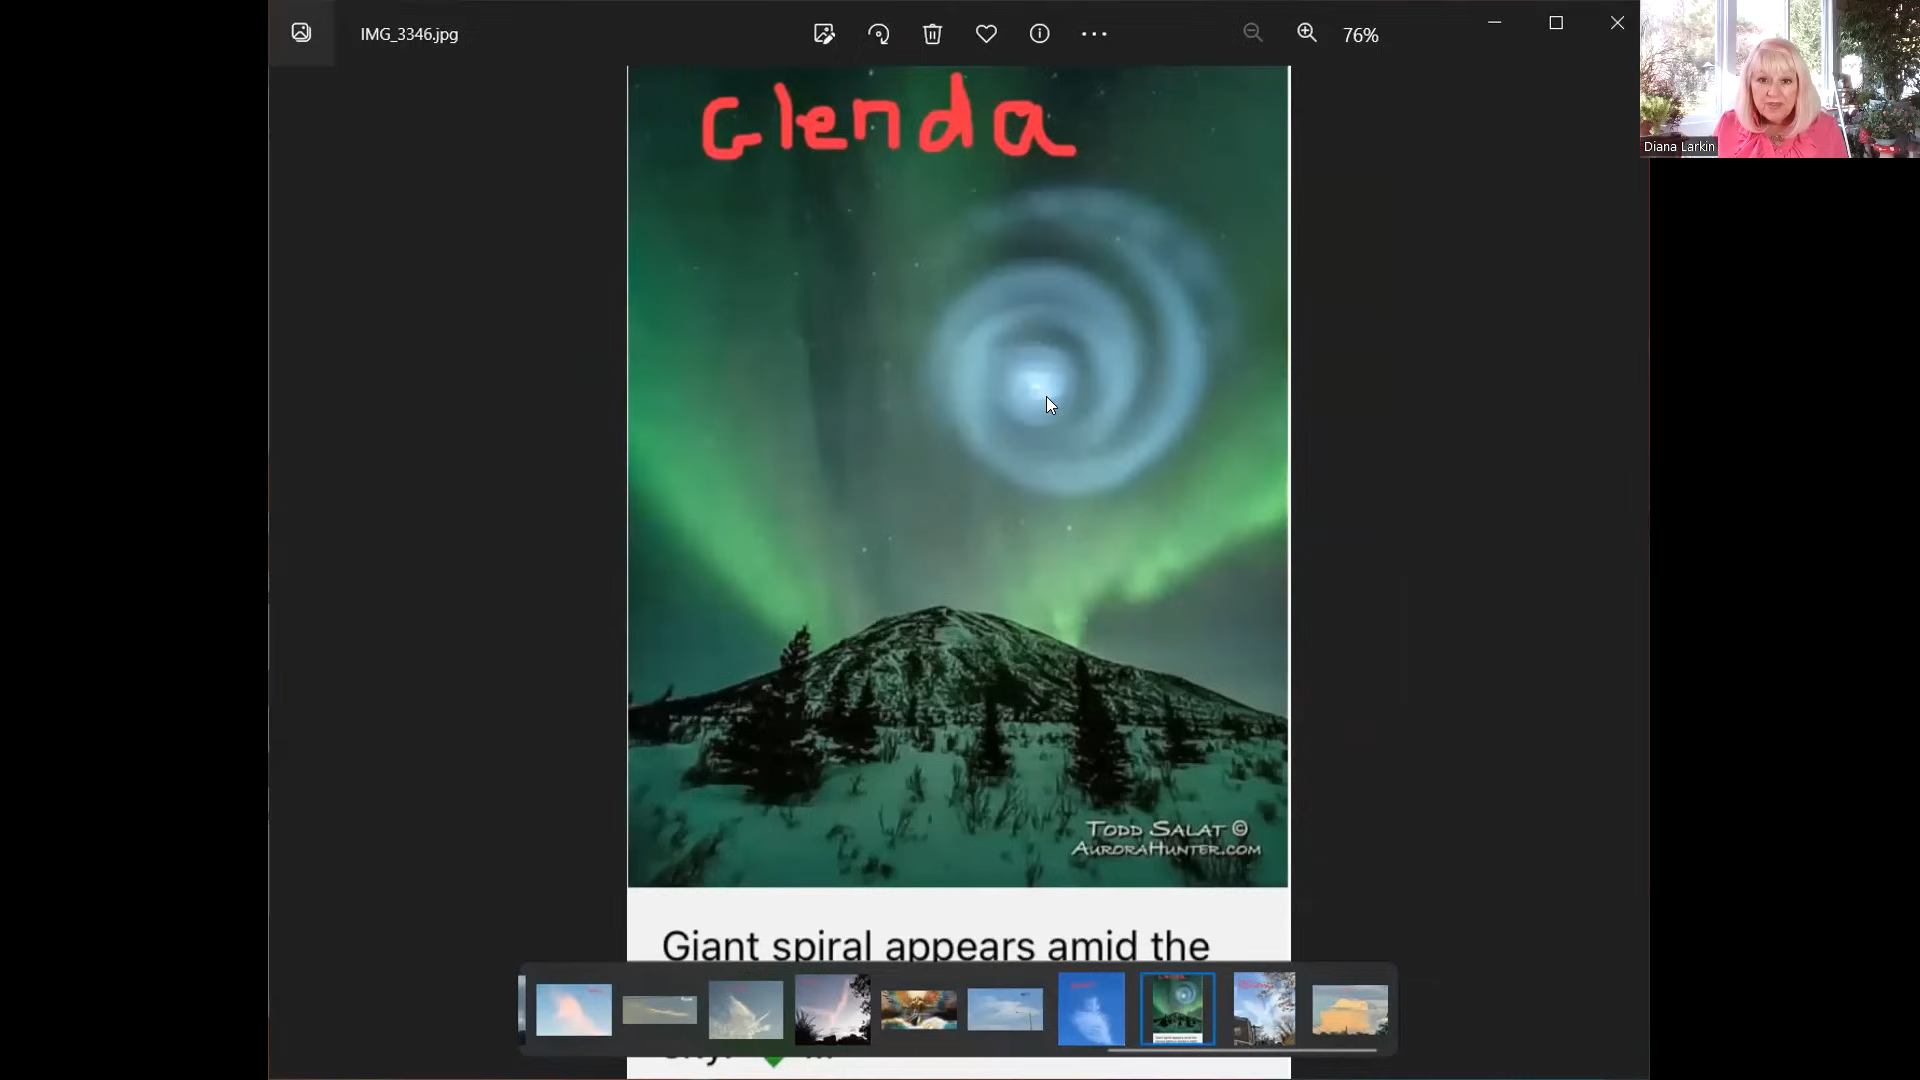 IMG_3346.jpg
76%
Diana Larkin
Glenda
TODD SALAT ©
AURORAHUNTER.COM
Giant spiral appears amid the